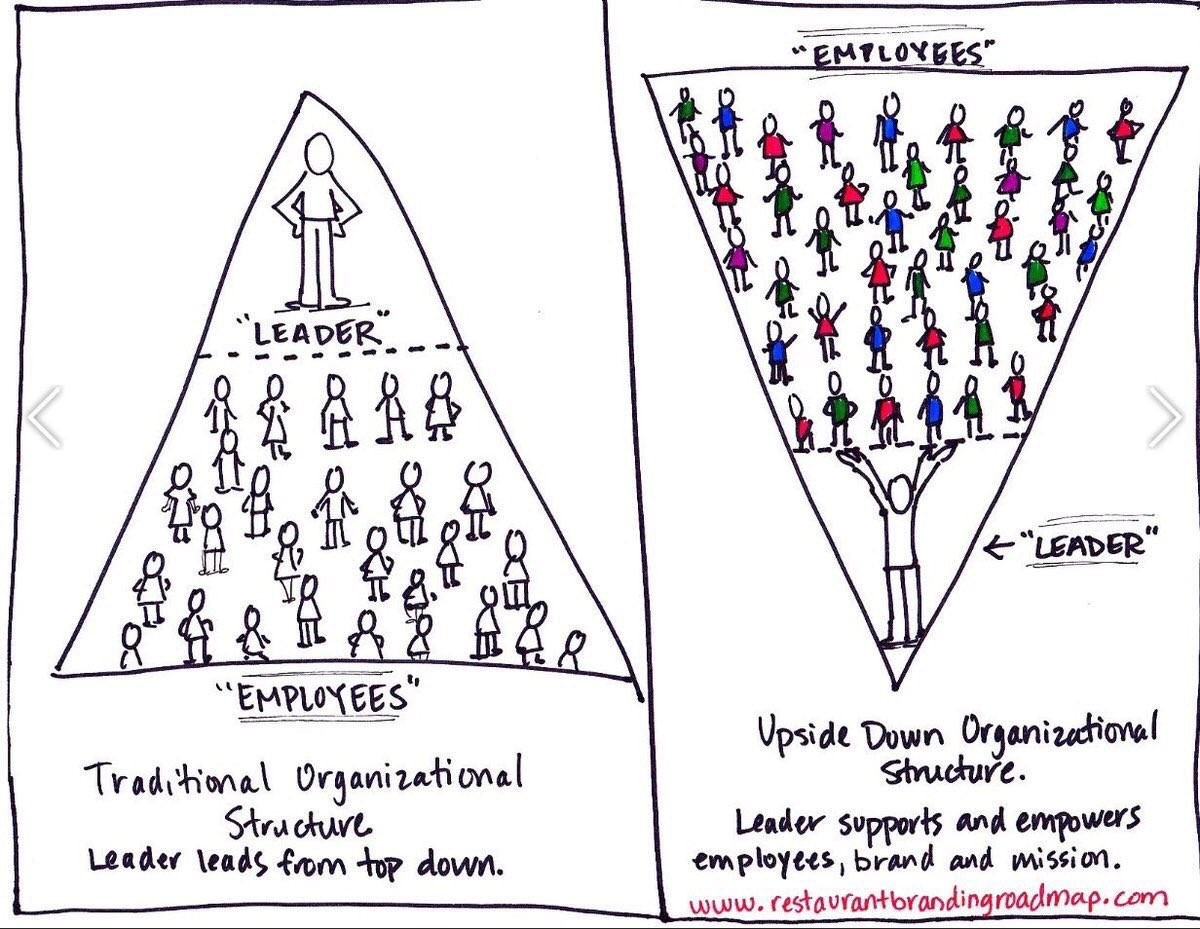 "LEADER"
"EMPLOYEES"
Traditional Organizational
Structure
Leader leads from top down.
"EMPLOYEES"
← "LEADER"
Upside Down Organizational
Structure.
Leader supports and empowers
employees, brand and mission.
www.restaurantbrandingroadmap.com